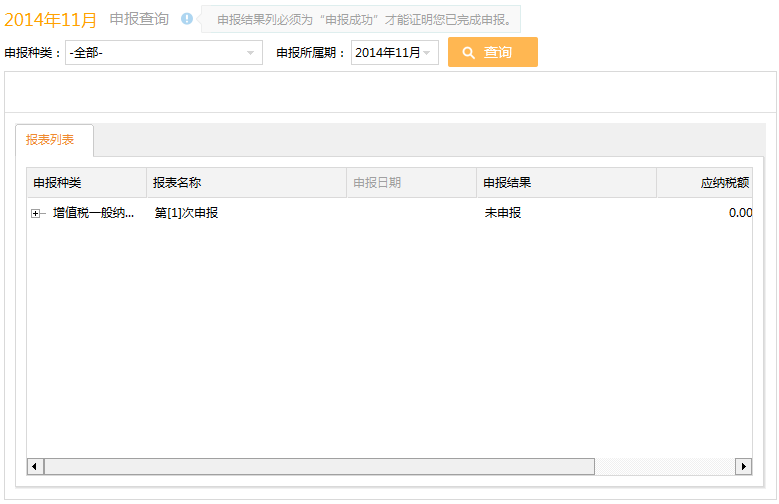 2014年11月 申报查询 申报结果列必须为“申报成功”才能证明您已完成申报。
申报种类： -全部- 申报所属期： 2014年11月 查询
报表列表
申报种类 报表名称 申报日期 申报结果 应纳税额
增值税一般纳... 第[1]次申报 未申报 0.00